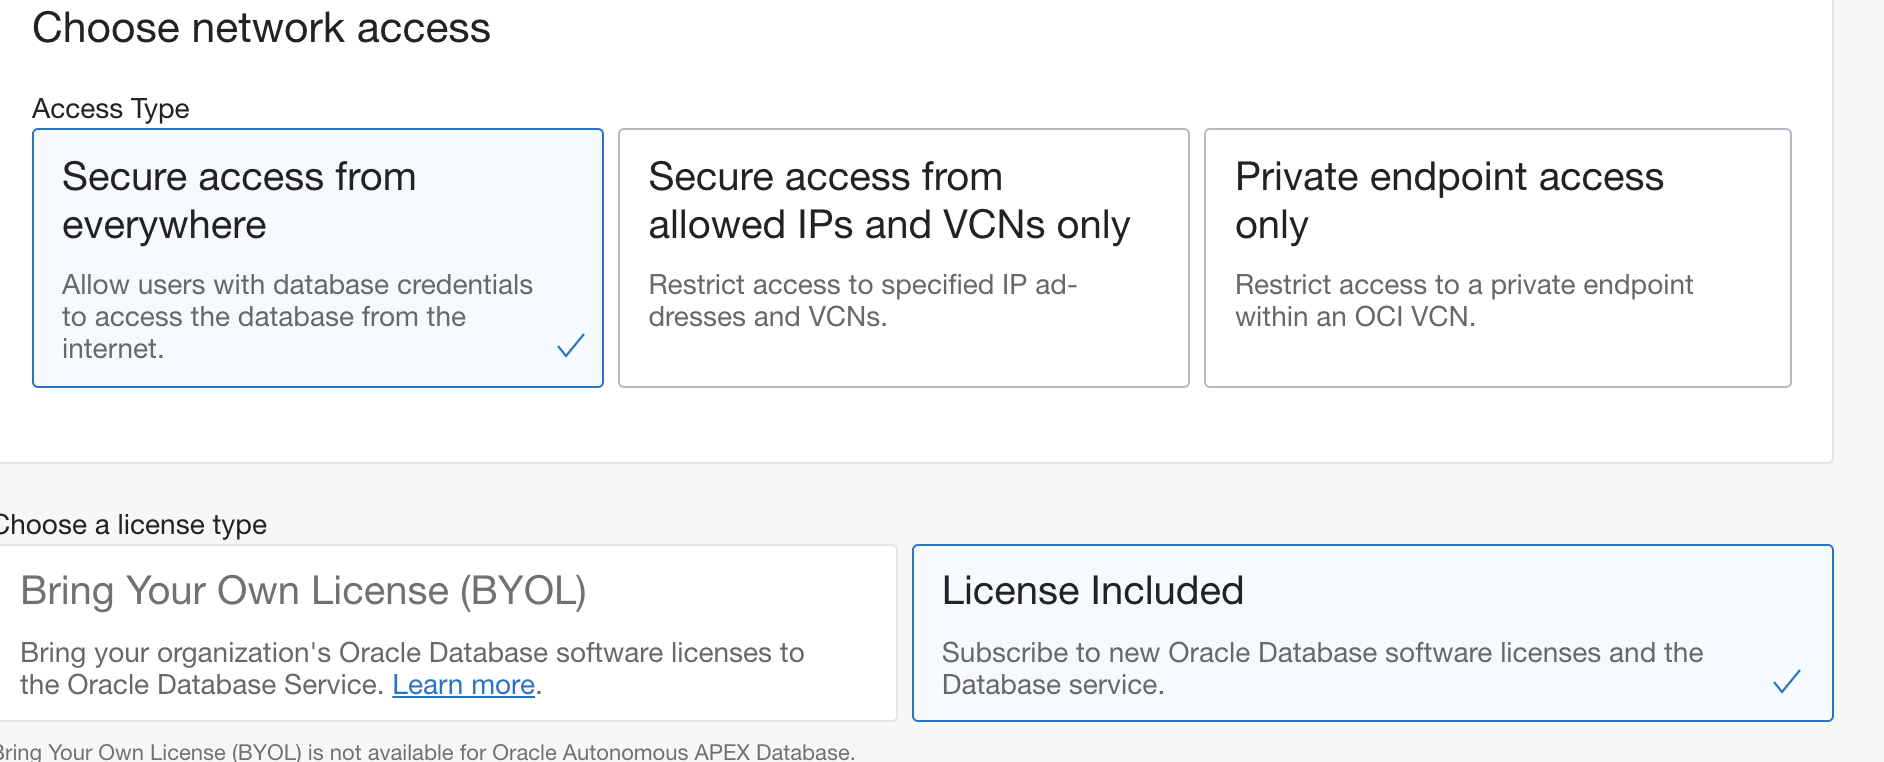 Choose network access
Access Type
Secure access from
everywhere
Allow users with database credentials
to access the database from the
internet.
Secure access from
allowed IPs and VCNs only
Restrict access to specified IP ad-
dresses and VCNs.
Private endpoint access
only
Restrict access to a private endpoint
within an OCI VCN.
Choose a license type
Bring Your Own License (BYOL)
Bring your organization's Oracle Database software licenses to
the Oracle Database Service. Learn more.
License Included
Subscribe to new Oracle Database software licenses and the
Database service.
Bring Your Own License (BYOL) is not available for Oracle Autonomous APEX Database.